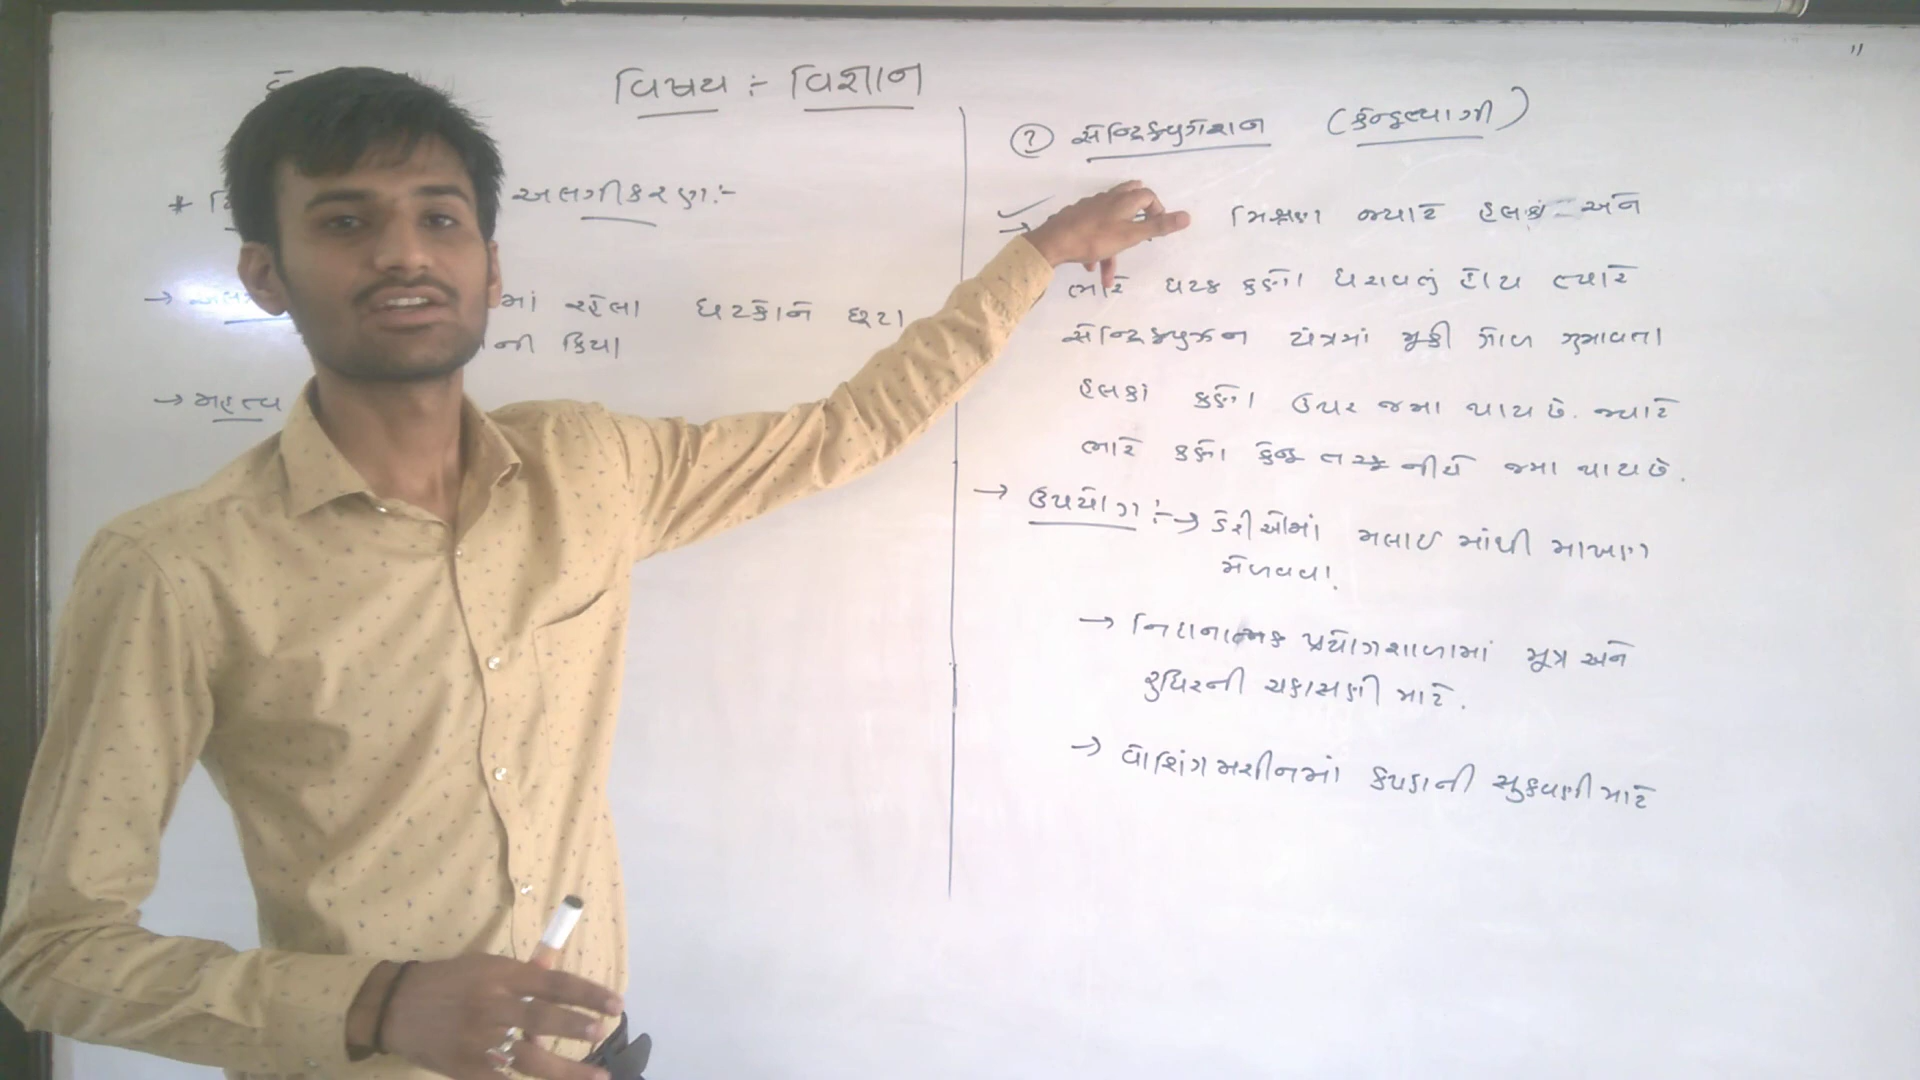 વિષય :- વિજ્ઞાન
* અલગીકરણ :-
→ માં રહેલા ઘટકોને છૂટા
ની ક્રિયા
→ મહત્વ
① સેન્ટ્રિફ્યુગેશન (કેન્દ્રત્યાગી)
→ મિશ્રણ જ્યારે હલકાં અને
ભારે ઘટક કણો ધરાવતું હોય ત્યારે
સેન્ટ્રિફ્યુઝન યંત્રમાં મૂકી ગોળ ઘુમાવતા
હલકા કણો ઉપર જમા થાય છે. જ્યારે
ભારે કણો કેન્દ્ર તરફ નીચે જમા થાય છે.
→ ઉપયોગ :- → ડેરીઓમાં મલાઈ માંથી માખણ
મેળવવા.
→ નિદાનાત્મક પ્રયોગશાળામાં મૂત્ર અને
રુધિરની ચકાસણી માટે.
→ વોશિંગ મશીનમાં કપડાની સુકવણી માટે